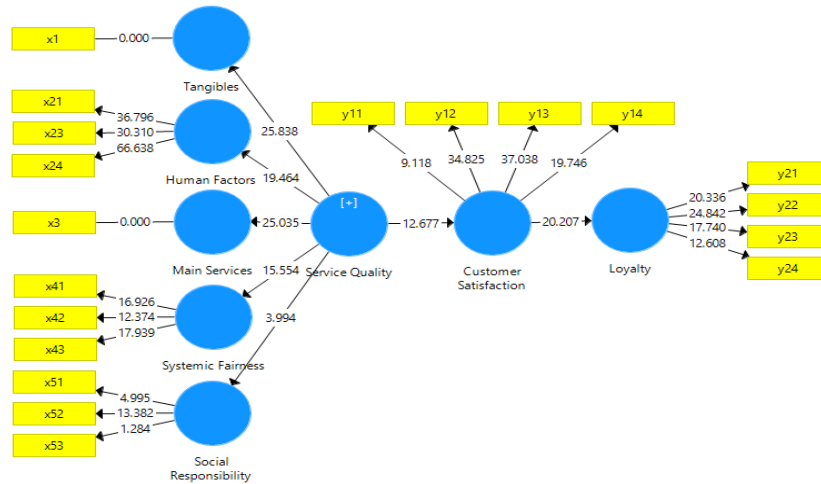 x1
0.000
Tangibles
x21
x23
x24
36.796
30.310
66.638
Human Factors
x3
0.000
Main Services
x41
x42
x43
16.926
12.374
17.939
Systemic Fairness
x51
x52
x53
4.995
13.382
1.284
Social
Responsibility
25.838
19.464
25.035
15.554
3.994
[+]
Service Quality
12.677
y11
y12
y13
y14
9.118
34.825
37.038
19.746
Customer
Satisfaction
20.207
Loyalty
20.336
24.842
17.740
12.608
y21
y22
y23
y24